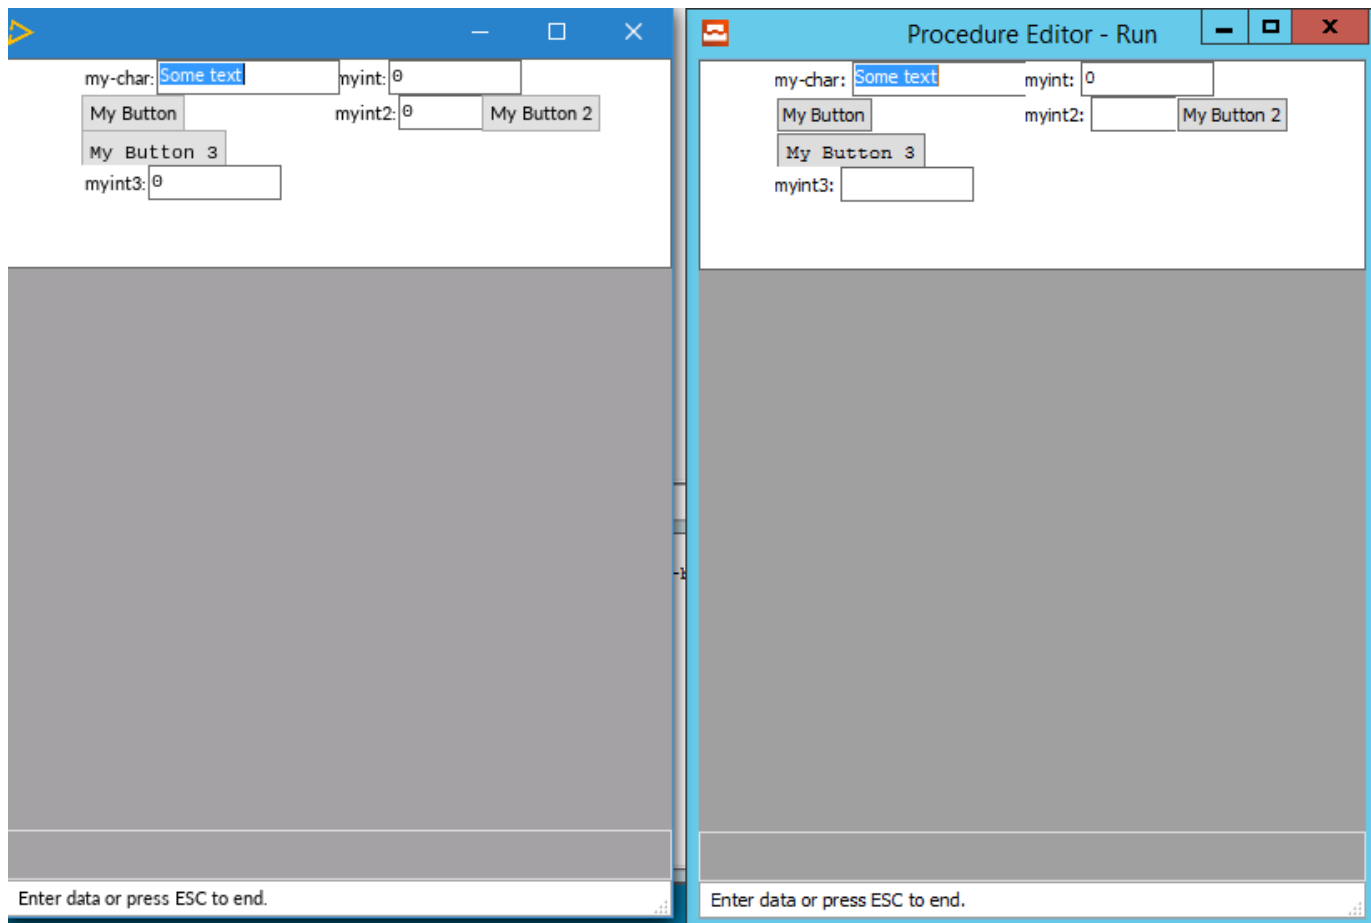 my-char: Some text myint: 0
My Button myint2: 0 My Button 2
My Button 3
myint3: 0
Enter data or press ESC to end.
Procedure Editor - Run
my-char: Some text myint: 0
My Button myint2: My Button 2
My Button 3
myint3:
Enter data or press ESC to end.